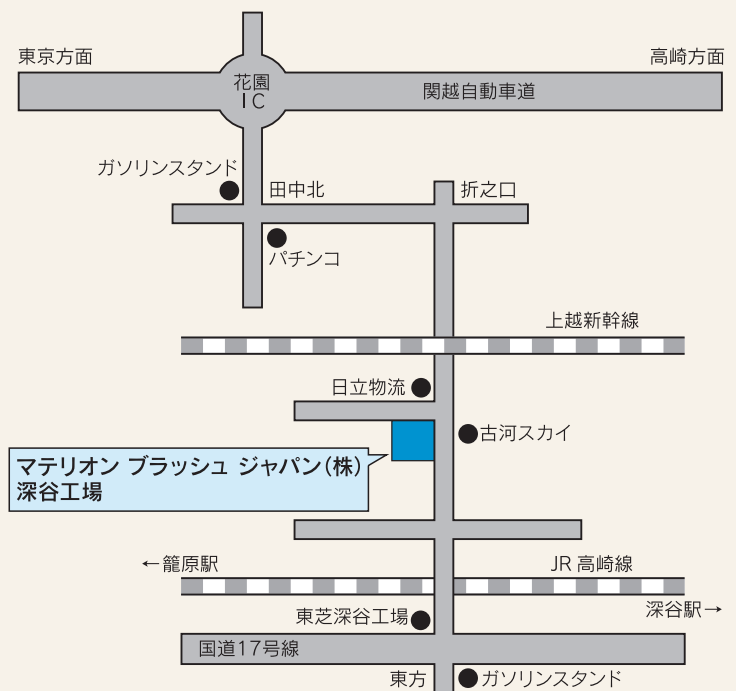 東京方面
高崎方面
花園
IC
関越自動車道
ガソリンスタンド
田中北
折之口
パチンコ
上越新幹線
日立物流
古河スカイ
マテリオン ブラッシュ ジャパン(株)
深谷工場
←籠原駅
JR 高崎線
深谷駅→
東芝深谷工場
国道17号線
東方
ガソリンスタンド